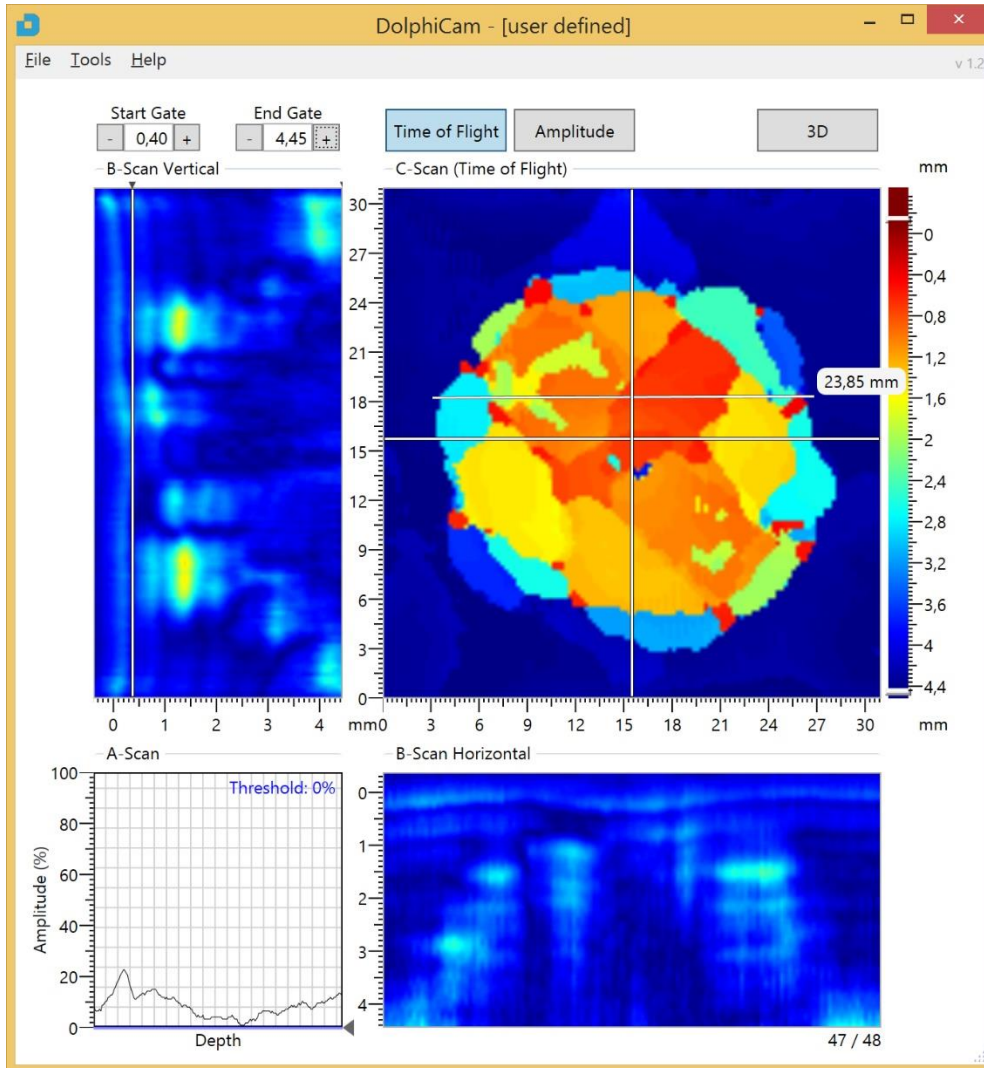 DolphiCam - [user defined]
File Tools Help
v 1.2
Start Gate End Gate
- 0,40 + - 4,45 +
Time of Flight Amplitude 3D
B-Scan Vertical
C-Scan (Time of Flight)
mm
30
27
24
21
18
15
12
9
6
3
0
23,85 mm
0
-0,4
-0,8
-1,2
-1,6
-2
-2,4
-2,8
-3,2
-3,6
-4
-4,4
0 1 2 3 4 mm
0 3 6 9 12 15 18 21 24 27 30 mm
A-Scan
Threshold: 0%
100
80
60
40
20
0
Amplitude (%)
Depth
B-Scan Horizontal
0
1
2
3
4
47 / 48